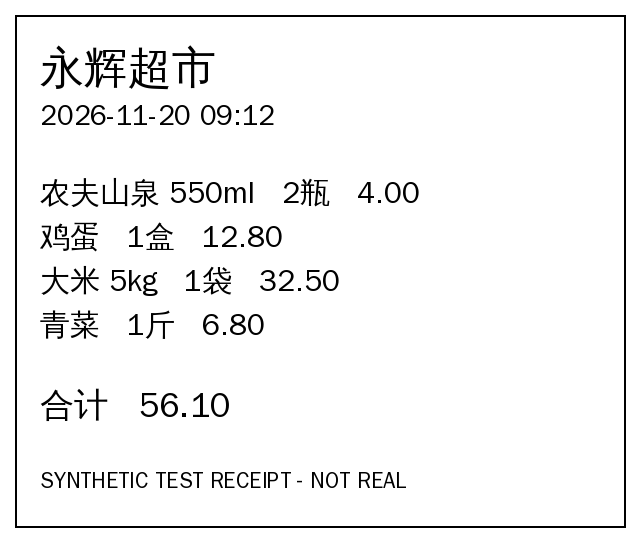 永辉超市
2026-11-20 09:12
农夫山泉 550ml 2瓶 4.00
鸡蛋 1盒 12.80
大米 5kg 1袋 32.50
青菜 1斤 6.80
合计 56.10
SYNTHETIC TEST RECEIPT - NOT REAL